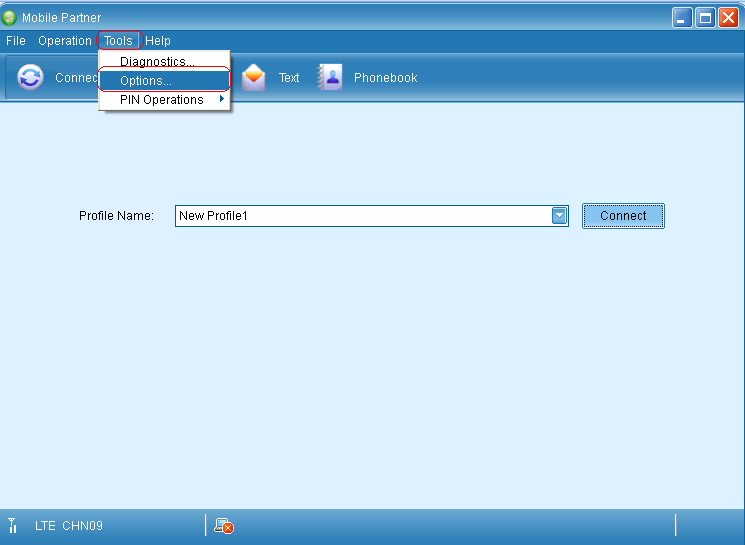 Mobile Partner
File Operation Tools Help
Diagnostics...
Options...
PIN Operations
Connec
Text
Phonebook
Profile Name: New Profile1 Connect
LTE CHN09